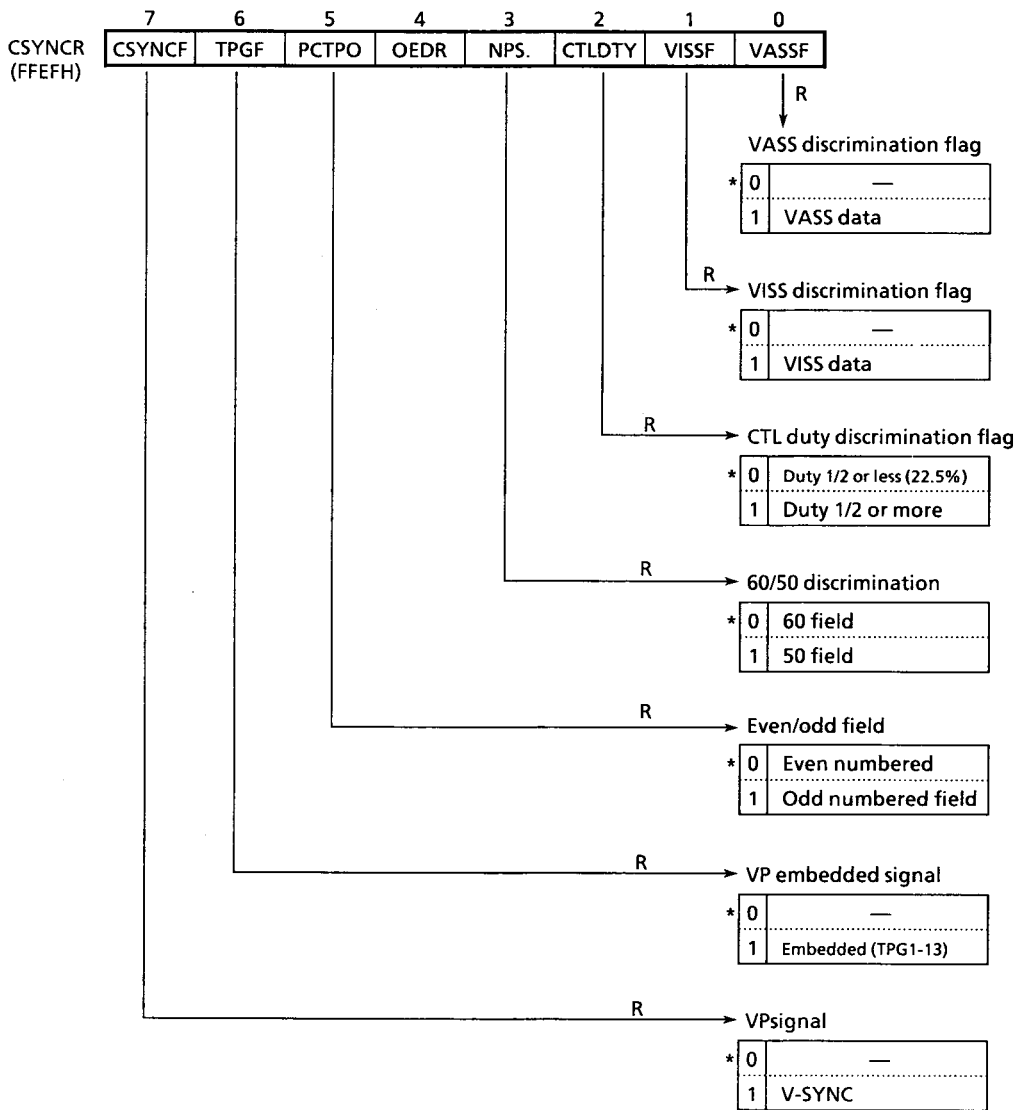 7 6 5 4 3 2 1 0
CSYNCR CSYNCF TPGF PCTPO OEDR NPS. CTLDTY VISSF VASSF
(FFEFH)
R
VASS discrimination flag
* 0 —
1 VASS data
R
VISS discrimination flag
* 0 —
1 VISS data
R
CTL duty discrimination flag
* 0 Duty 1/2 or less (22.5%)
1 Duty 1/2 or more
R
60/50 discrimination
* 0 60 field
1 50 field
R
Even/odd field
* 0 Even numbered
1 Odd numbered field
R
VP embedded signal
* 0 —
1 Embedded (TPG1-13)
R
VPsignal
* 0 —
1 V-SYNC